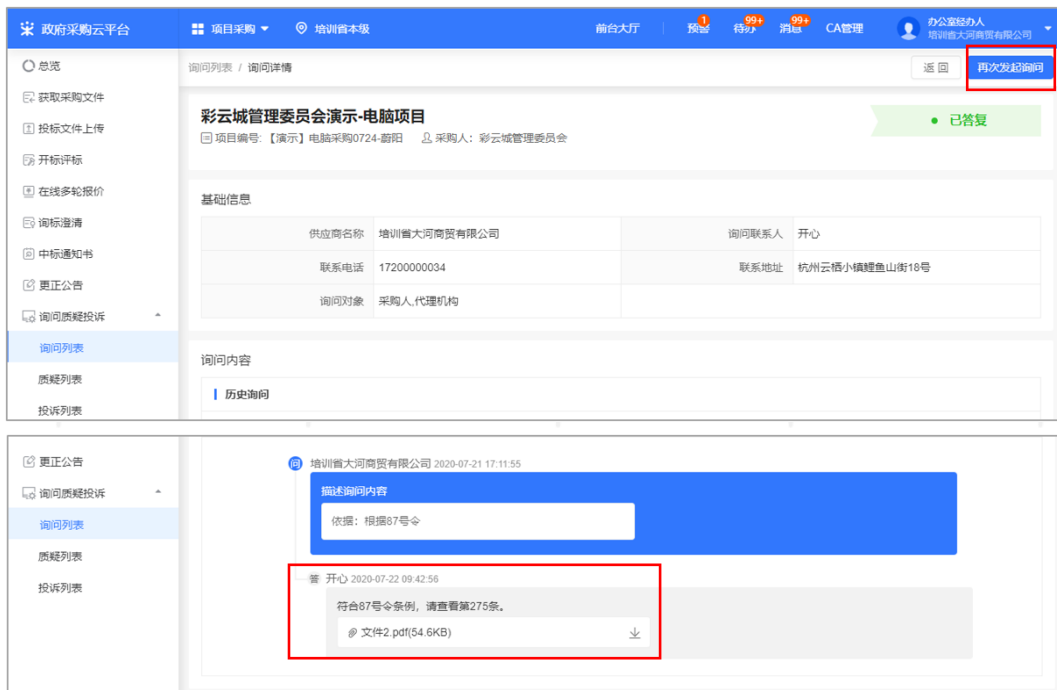 政府采购云平台 项目采购 培训省本级 前台大厅 预警 1 待办 99+ 消息 99+ CA管理 办公室经办人
培训省大河商贸有限公司
总览
询问列表 / 询问详情 返回 再次发起询问
获取采购文件
彩云城管理委员会演示-电脑项目 已答复
投标文件上传
项目编号:【演示】电脑采购0724-蔚阳 采购人：彩云城管理委员会
开标评标
在线多轮报价
基础信息
询标澄清
供应商名称 培训省大河商贸有限公司 询问联系人 开心
中标通知书
联系电话 17200000034 联系地址 杭州云栖小镇鲤鱼山街18号
更正公告
询问对象 采购人,代理机构
询问质疑投诉
询问列表
询问内容
质疑列表
历史询问
投诉列表
更正公告
培训省大河商贸有限公司 2020-07-21 17:11:55
询问质疑投诉
问
描述询问内容
询问列表
依据：根据87号令
质疑列表
答 开心 2020-07-22 09:42:56
投诉列表
符合87号令条例，请查看第275条。
文件2.pdf(54.6KB)